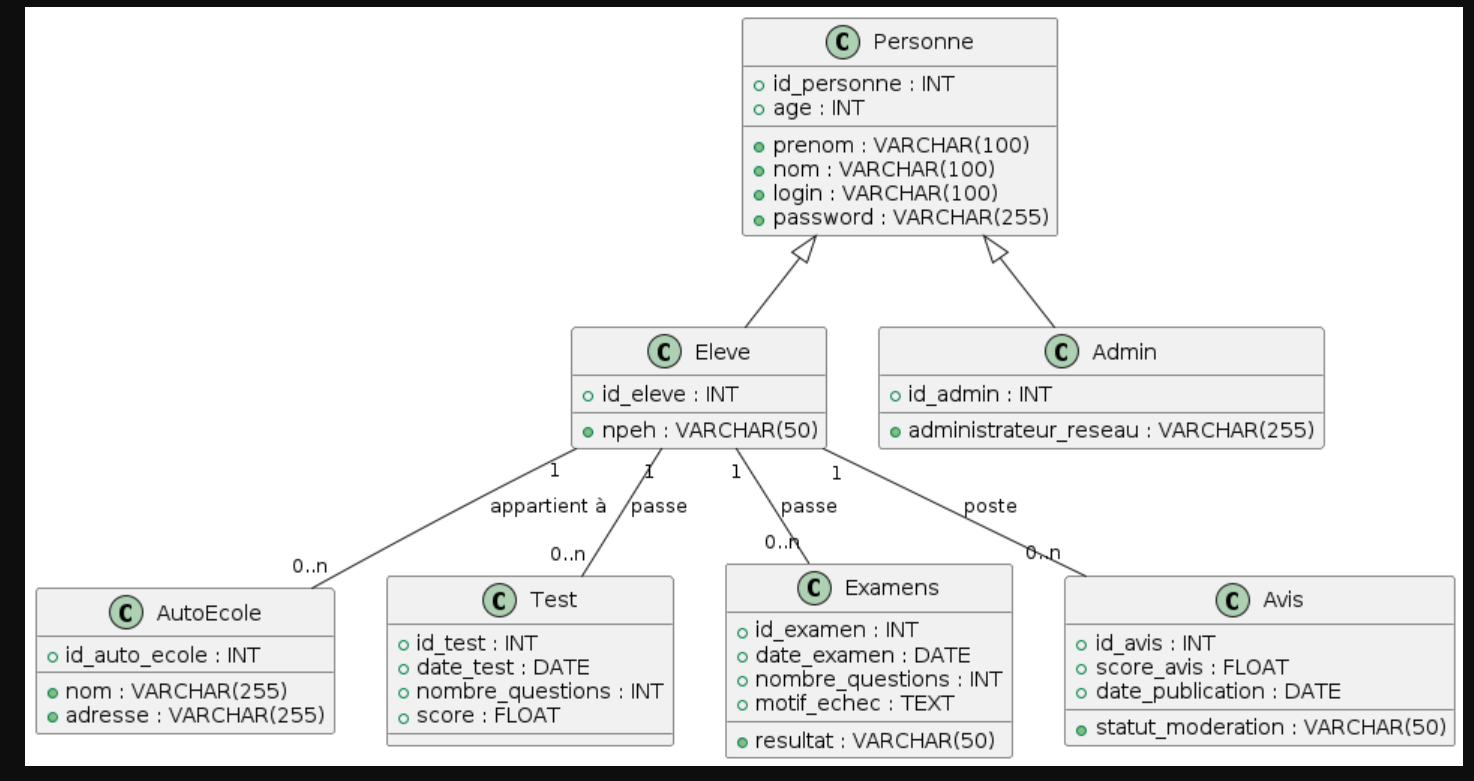 C Personne
id_personne : INT
age : INT
prenom : VARCHAR(100)
nom : VARCHAR(100)
login : VARCHAR(100)
password : VARCHAR(255)
C Eleve
id_eleve : INT
npeh : VARCHAR(50)
C Admin
id_admin : INT
administrateur_reseau : VARCHAR(255)
1
1
1
1
appartient à
passe
passe
poste
0..n
0..n
0..n
0..n
C AutoEcole
id_auto_ecole : INT
nom : VARCHAR(255)
adresse : VARCHAR(255)
C Test
id_test : INT
date_test : DATE
nombre_questions : INT
score : FLOAT
C Examens
id_examen : INT
date_examen : DATE
nombre_questions : INT
motif_echec : TEXT
resultat : VARCHAR(50)
C Avis
id_avis : INT
score_avis : FLOAT
date_publication : DATE
statut_moderation : VARCHAR(50)